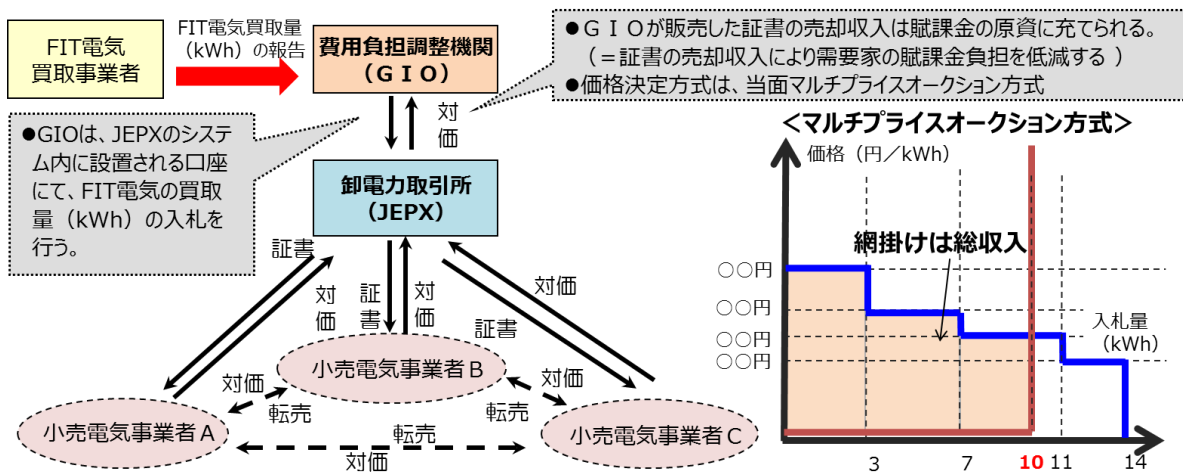 FIT電気
買取事業者
FIT電気買取量
（kWh）の報告
費用負担調整機関
（GＩＯ）
●GＩＯが販売した証書の売却収入は賦課金の原資に充てられる。
（＝証書の売却収入により需要家の賦課金負担を低減する ）
●価格決定方式は、当面マルチプライスオークション方式
●GIOは、JEPXのシステ
ム内に設置される口座
にて、FIT電気の買取
量（kWh）の入札を
行う。
対価
卸電力取引所
（JEPX）
証書
対価
証書
対価
対価
証書
小売電気事業者B
対価
転売
対価
転売
小売電気事業者A
転売
対価
小売電気事業者C
＜マルチプライスオークション方式＞
価格（円／kWh）
網掛けは総収入
○○円
○○円
○○円
○○円
入札量
（kWh）
3 7 10 11 14